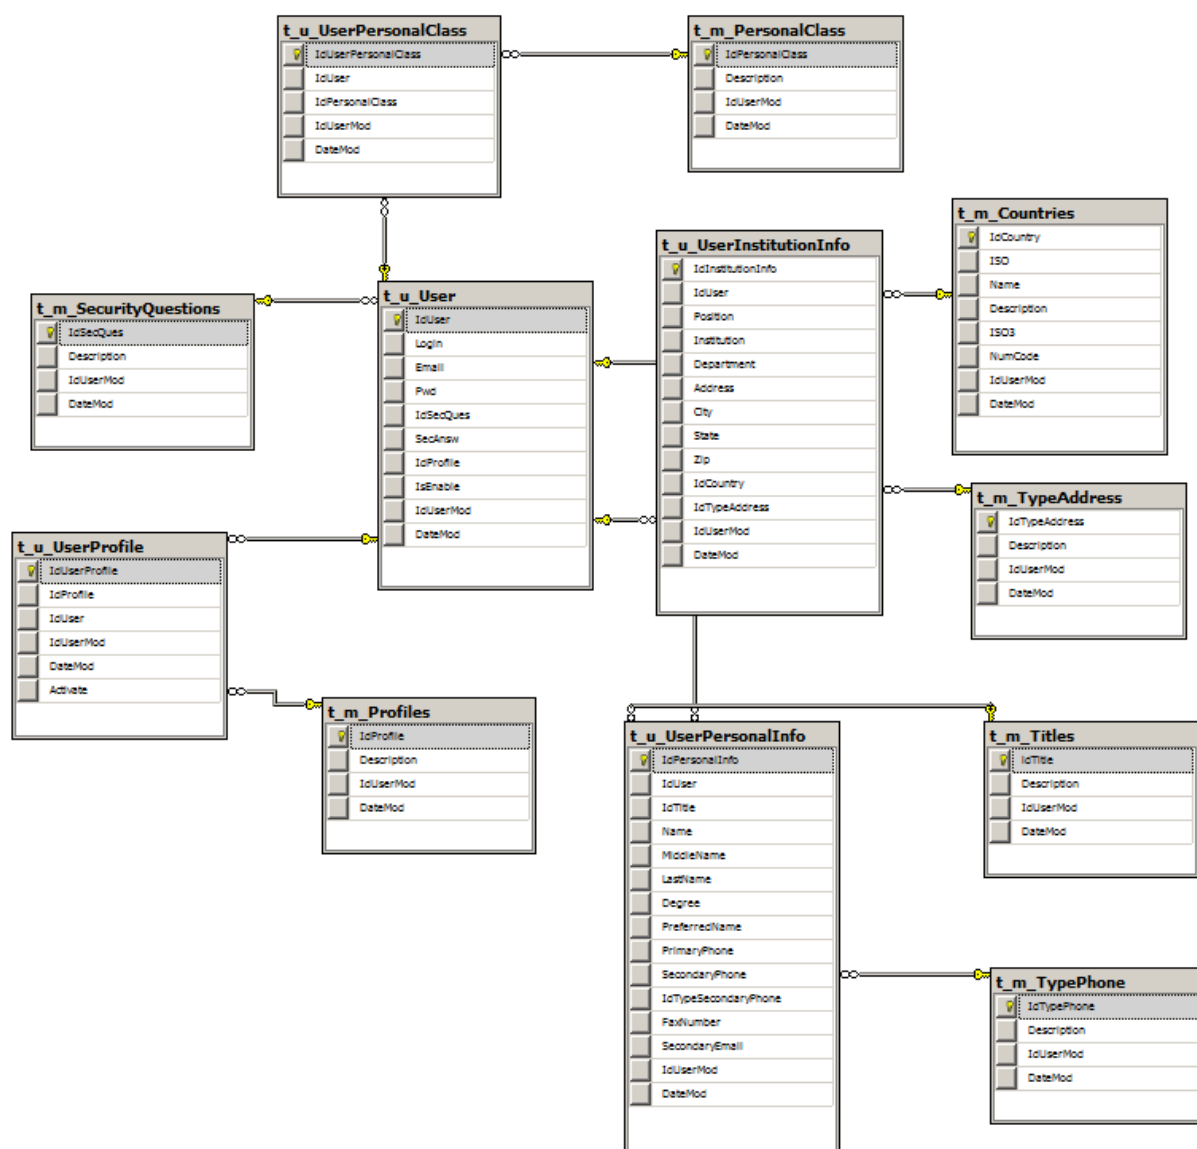 t_u_UserPersonalClass
IdUserPersonalClass
IdUser
IdPersonalClass
IdUserMod
DateMod
t_m_PersonalClass
IdPersonalClass
Description
IdUserMod
DateMod
t_m_Countries
IdCountry
ISO
Name
Description
ISO3
NumCode
IdUserMod
DateMod
t_u_UserInstitutionInfo
IdInstitutionInfo
IdUser
Position
Institution
Department
Address
City
State
Zip
IdCountry
IdTypeAddress
IdUserMod
DateMod
t_u_User
IdUser
Login
Email
Pwd
IdSecQues
SecAnsw
IdProfile
IsEnable
IdUserMod
DateMod
t_m_SecurityQuestions
IdSecQues
Description
IdUserMod
DateMod
t_m_TypeAddress
IdTypeAddress
Description
IdUserMod
DateMod
t_u_UserProfile
IdUserProfile
IdProfile
IdUser
IdUserMod
DateMod
Activate
t_m_Profiles
IdProfile
Description
IdUserMod
DateMod
t_u_UserPersonalInfo
IdPersonalInfo
IdUser
IdTitle
Name
MiddleName
LastName
Degree
PreferredName
PrimaryPhone
SecondaryPhone
IdTypeSecondaryPhone
FaxNumber
SecondaryEmail
IdUserMod
DateMod
t_m_Titles
IdTitle
Description
IdUserMod
DateMod
t_m_TypePhone
IdTypePhone
Description
IdUserMod
DateMod